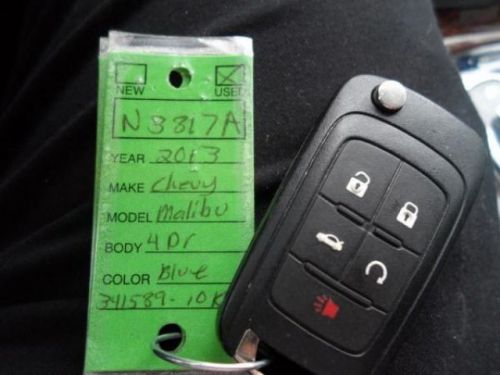 NEW USED
N3817A
YEAR 2013
MAKE Chevy
MODEL Malibu
BODY 4Dr
COLOR Blue
341589-10K